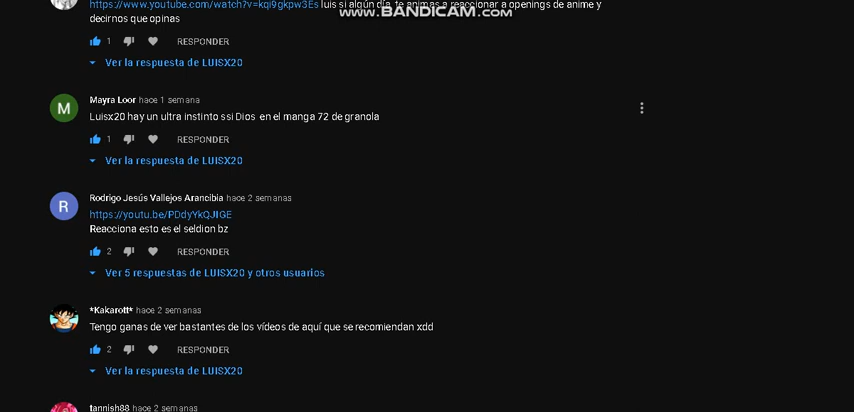 https://www.youtube.com/watch?v=kqi9gkpw3Es luis si algún día, te animas a reaccionar a openings de anime y
www.BANDICAM.com
decirnos que opinas
1 RESPONDER
Ver la respuesta de LUISX20
M
Mayra Loor hace 1 semana
Luisx20 hay un ultra instinto ssi Dios en el manga 72 de granola
1 RESPONDER
Ver la respuesta de LUISX20
R
Rodrigo Jesús Vallejos Arancibia hace 2 semanas
https://youtu.be/PDdyYkQJIGE
Reacciona esto es el seldion bz
2 RESPONDER
Ver 5 respuestas de LUISX20 y otros usuarios
*Kakarott* hace 2 semanas
Tengo ganas de ver bastantes de los vídeos de aquí que se recomiendan xdd
2 RESPONDER
Ver la respuesta de LUISX20
tannish88 hace 2 semanas